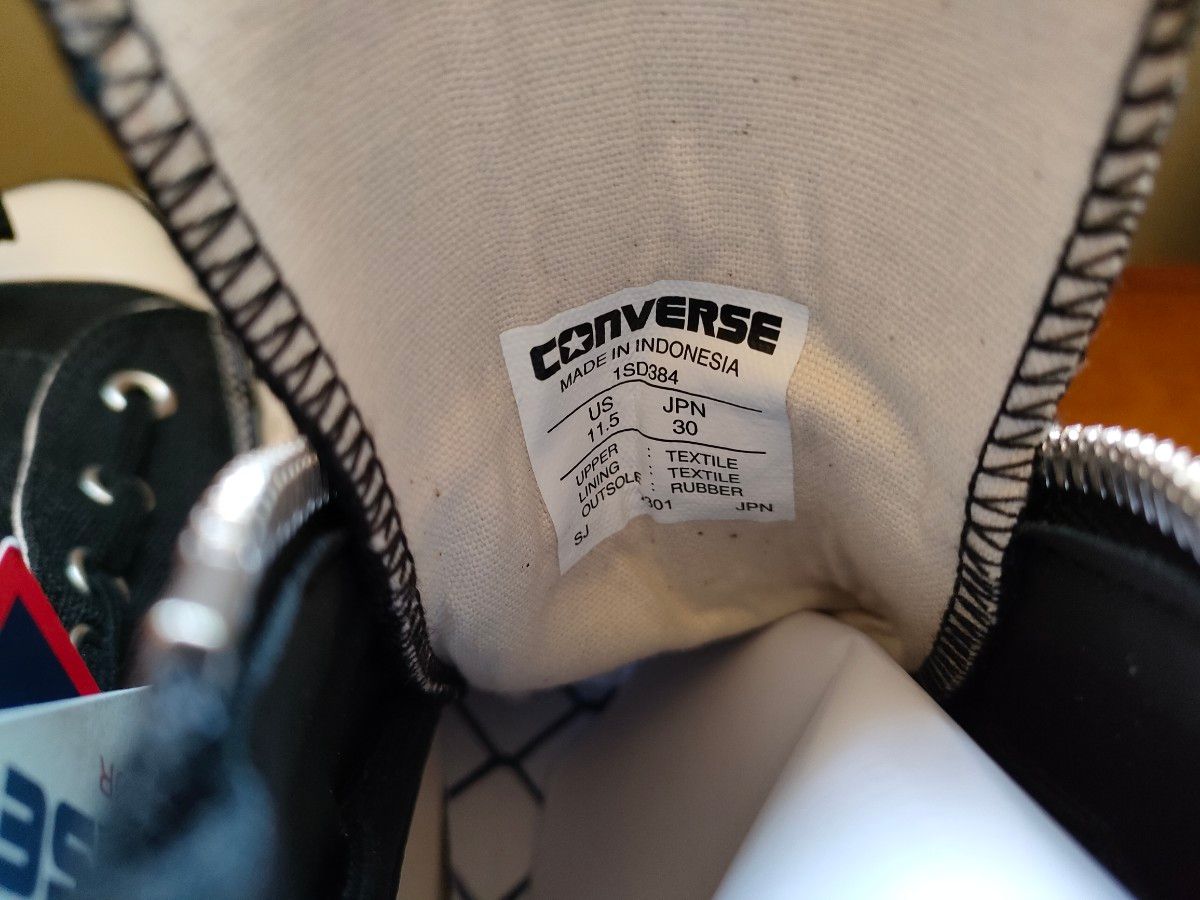 CONVERSE
MADE IN INDONESIA
1SD384
US JPN
11.5 30
UPPER : TEXTILE
LINING : TEXTILE
OUTSOLE : RUBBER
SJ 301 JPN